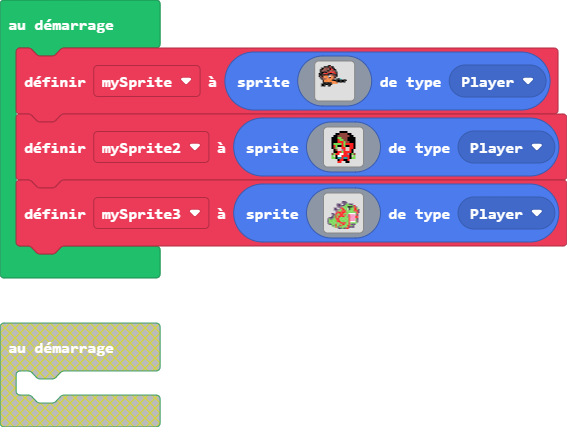 au démarrage
définir mySprite à sprite de type Player
définir mySprite2 à sprite de type Player
définir mySprite3 à sprite de type Player
au démarrage